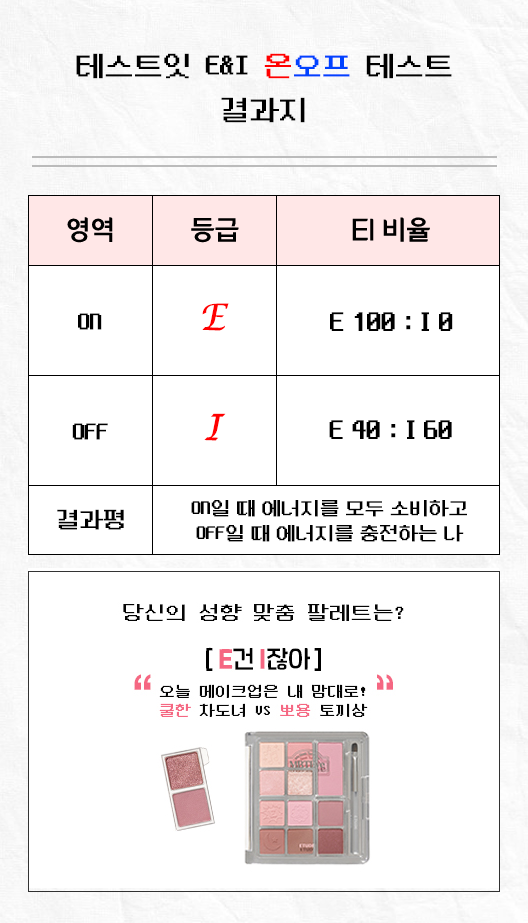 테스트잇 E&I 온오프 테스트
결과지
영역 등급 EI 비율
ON E E 100 : I 0
OFF I E 40 : I 60
결과평 ON일 때 에너지를 모두 소비하고
OFF일 때 에너지를 충전하는 나
당신의 성향 맞춤 팔레트는?
[ E건 I잖아 ]
“ 오늘 메이크업은 내 맘대로! ”
쿨한 차도녀 VS 뽀용 토끼상